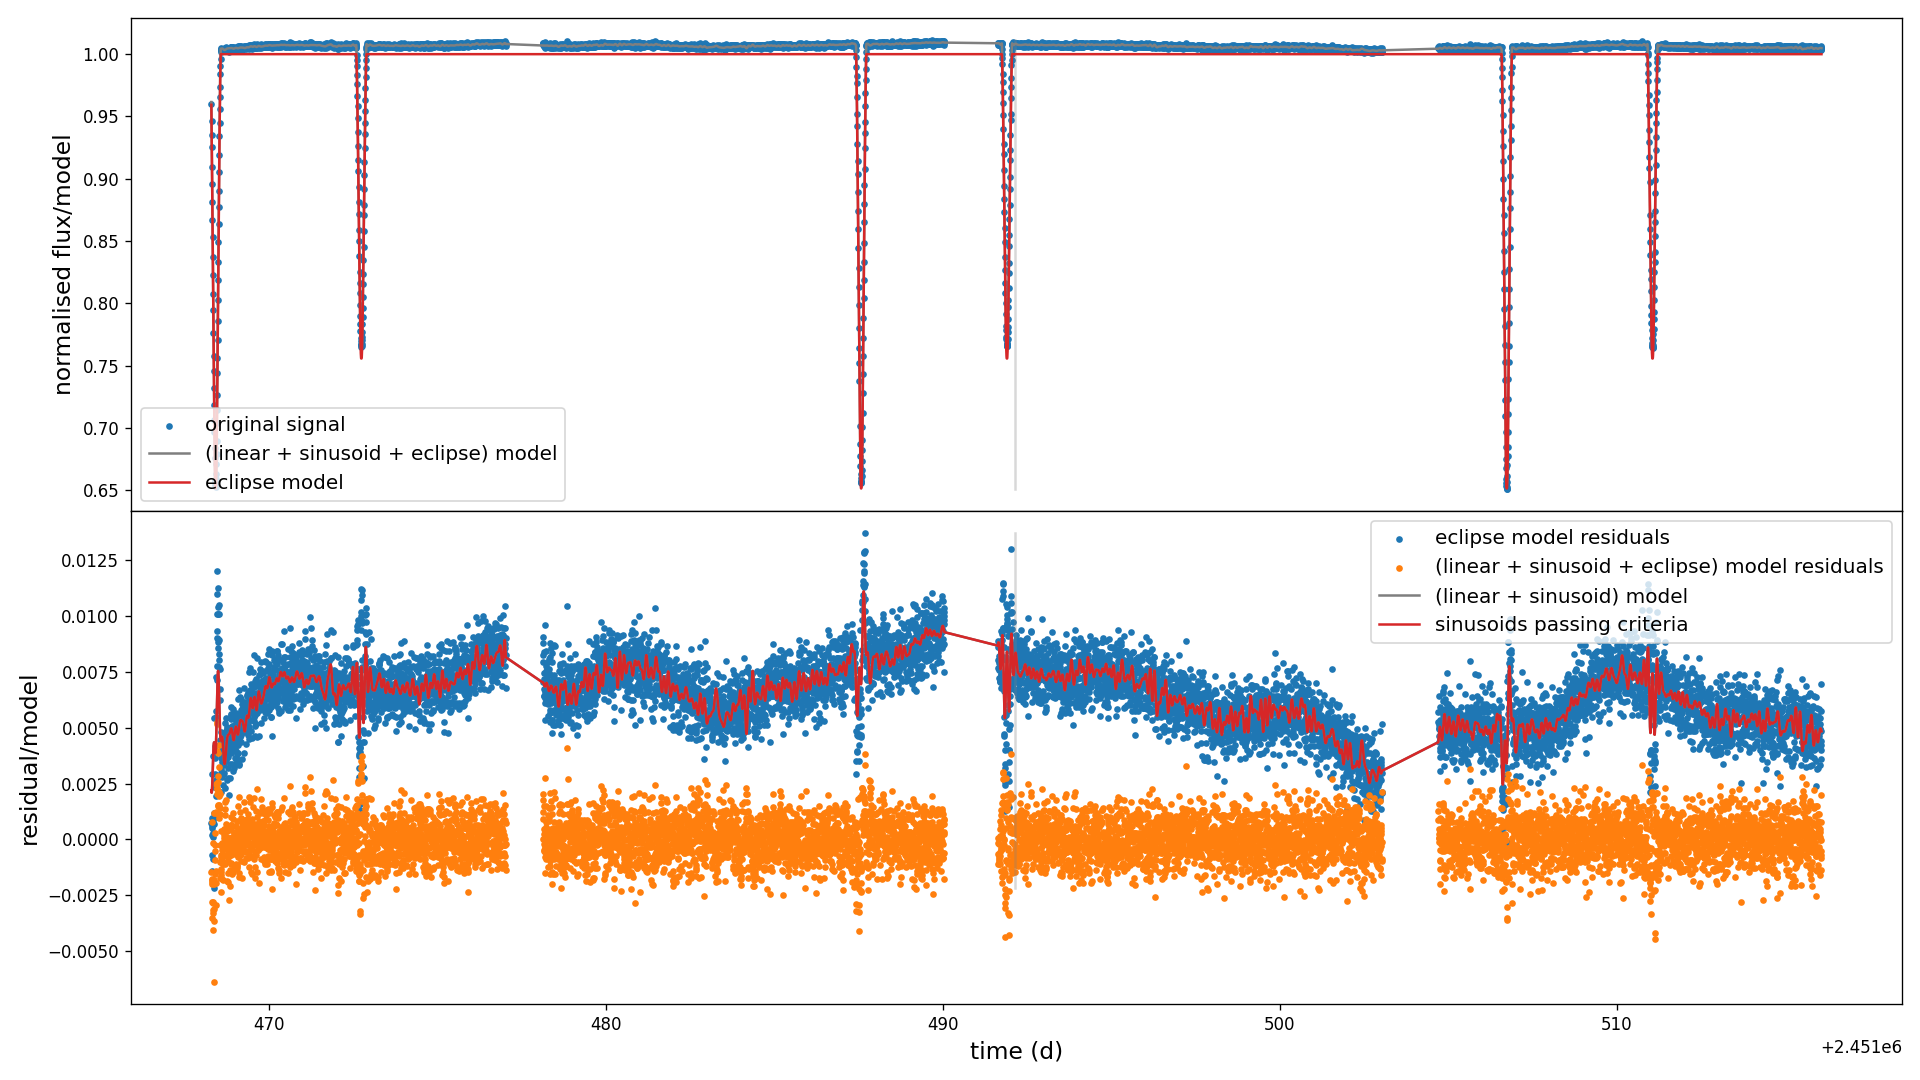 normalised flux/model
1.00
0.95
0.90
0.85
0.80
0.75
0.70
0.65
original signal
(linear + sinusoid + eclipse) model
eclipse model
residual/model
0.0125
0.0100
0.0075
0.0050
0.0025
0.0000
−0.0025
−0.0050
eclipse model residuals
(linear + sinusoid + eclipse) model residuals
(linear + sinusoid) model
sinusoids passing criteria
470 480 490 500 510
time (d)
+2.451e6